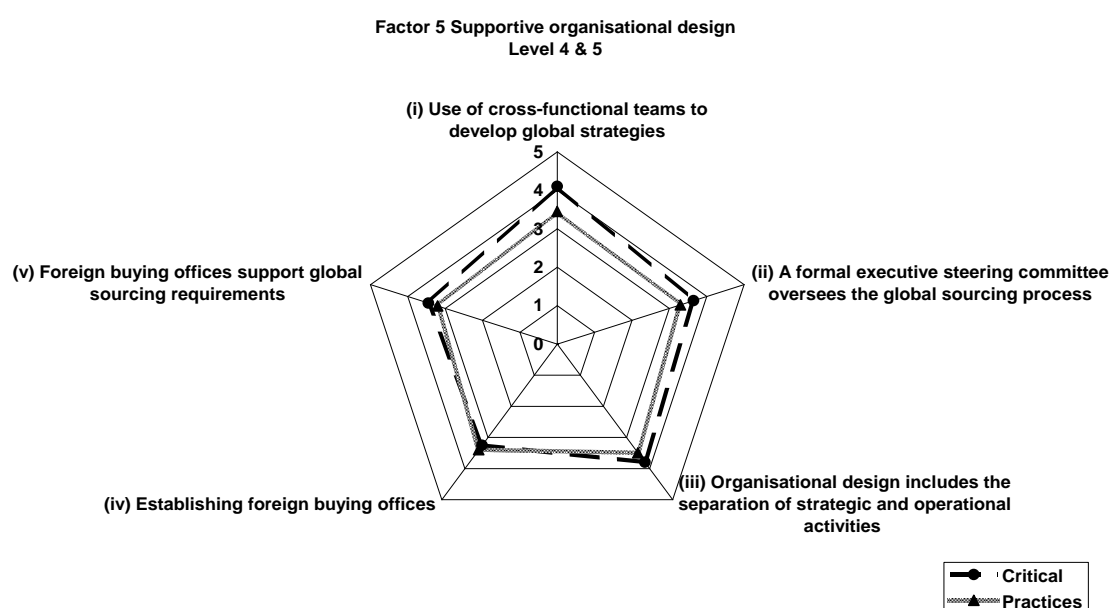 Factor 5 Supportive organisational design
Level 4 & 5
(i) Use of cross-functional teams to
develop global strategies
5
4
3
2
1
0
(v) Foreign buying offices support global
sourcing requirements
(ii) A formal executive steering committee
oversees the global sourcing process
(iv) Establishing foreign buying offices
(iii) Organisational design includes the
separation of strategic and operational
activities
Critical
Practices